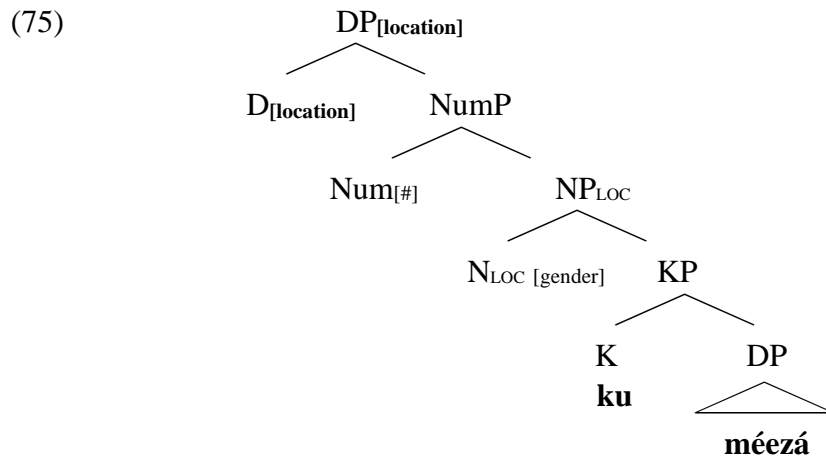 (75) DP[location]
D[location] NumP
Num[#] NPLOC
NLOC [gender] KP
K DP
ku
méezá